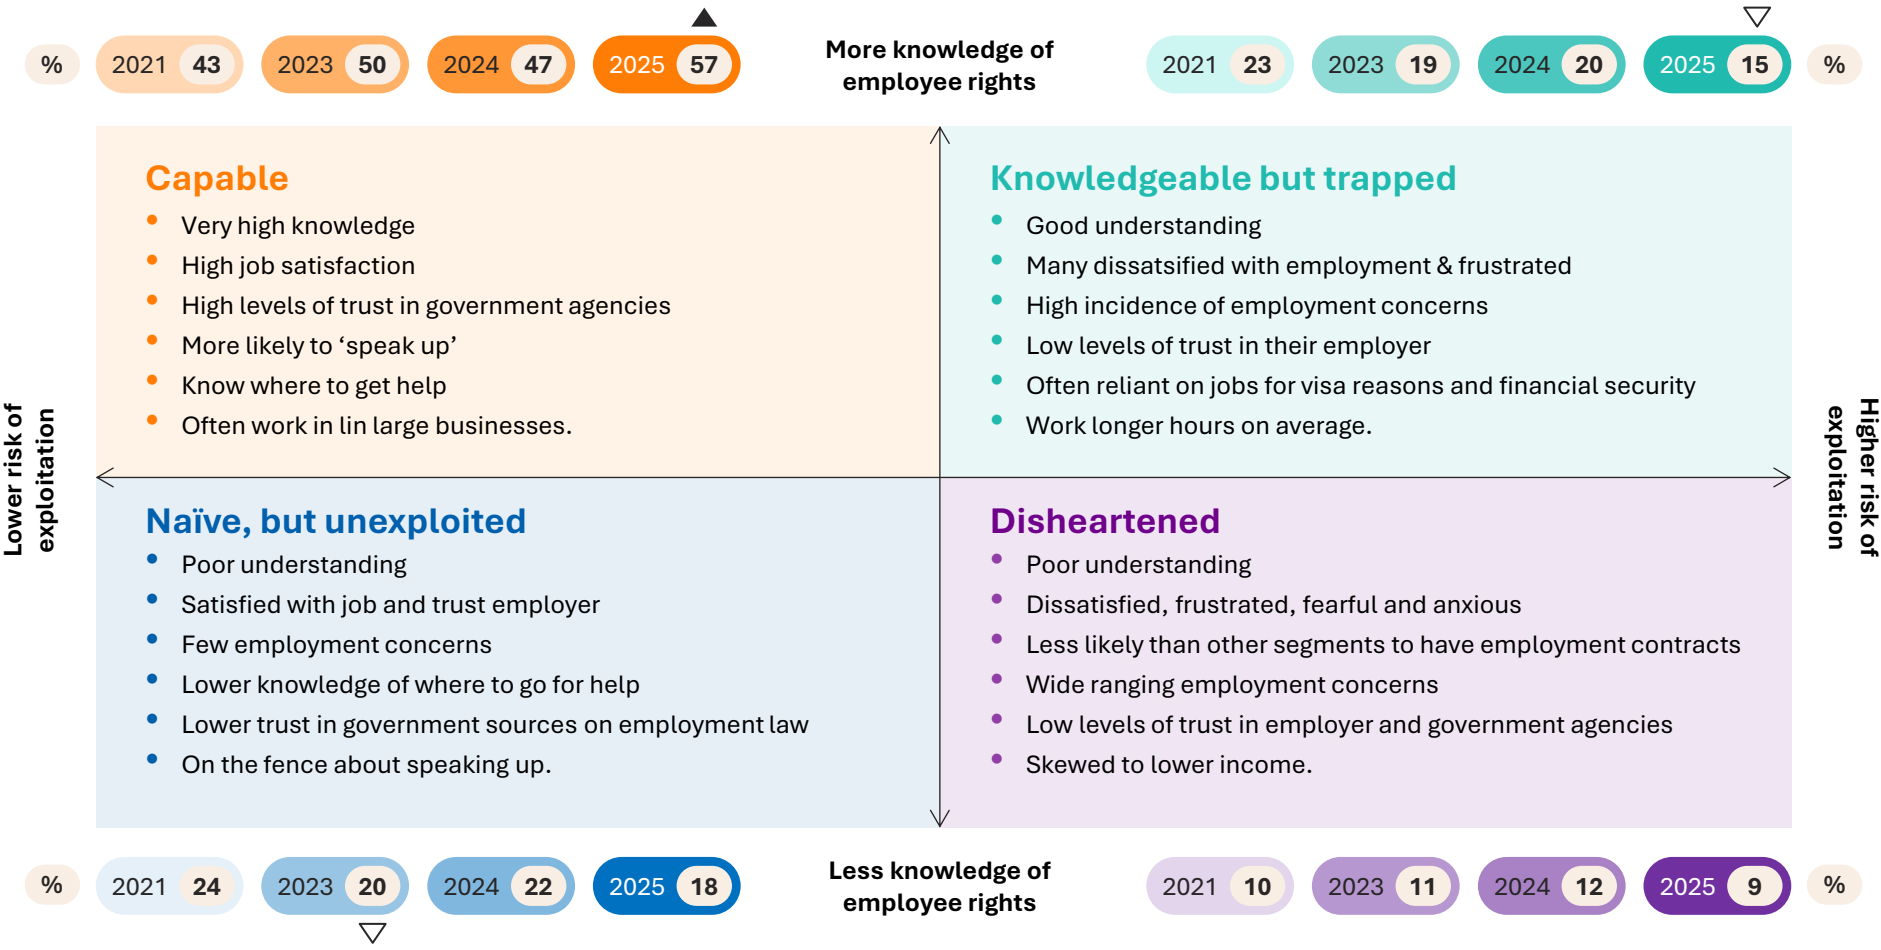 % 2021 43 2023 50 2024 47 2025 57
More knowledge of
employee rights
2021 23 2023 19 2024 20 2025 15 %
Lower risk of
exploitation
Capable
• Very high knowledge
• High job satisfaction
• High levels of trust in government agencies
• More likely to ‘speak up’
• Know where to get help
• Often work in lin large businesses.
Knowledgeable but trapped
• Good understanding
• Many dissatsified with employment & frustrated
• High incidence of employment concerns
• Low levels of trust in their employer
• Often reliant on jobs for visa reasons and financial security
• Work longer hours on average.
Higher risk of
exploitation
Naïve, but unexploited
• Poor understanding
• Satisfied with job and trust employer
• Few employment concerns
• Lower knowledge of where to go for help
• Lower trust in government sources on employment law
• On the fence about speaking up.
Disheartened
• Poor understanding
• Dissatisfied, frustrated, fearful and anxious
• Less likely than other segments to have employment contracts
• Wide ranging employment concerns
• Low levels of trust in employer and government agencies
• Skewed to lower income.
% 2021 24 2023 20 2024 22 2025 18
Less knowledge of
employee rights
2021 10 2023 11 2024 12 2025 9 %